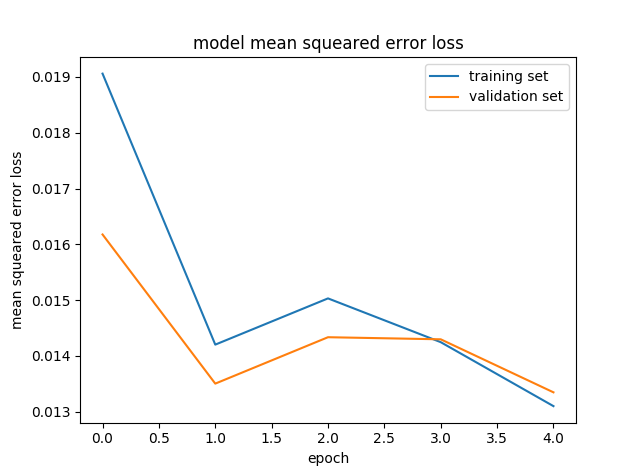 model mean squeared error loss
training set
validation set
0.019
0.018
0.017
0.016
0.015
0.014
0.013
mean squeared error loss
0.0 0.5 1.0 1.5 2.0 2.5 3.0 3.5 4.0
epoch